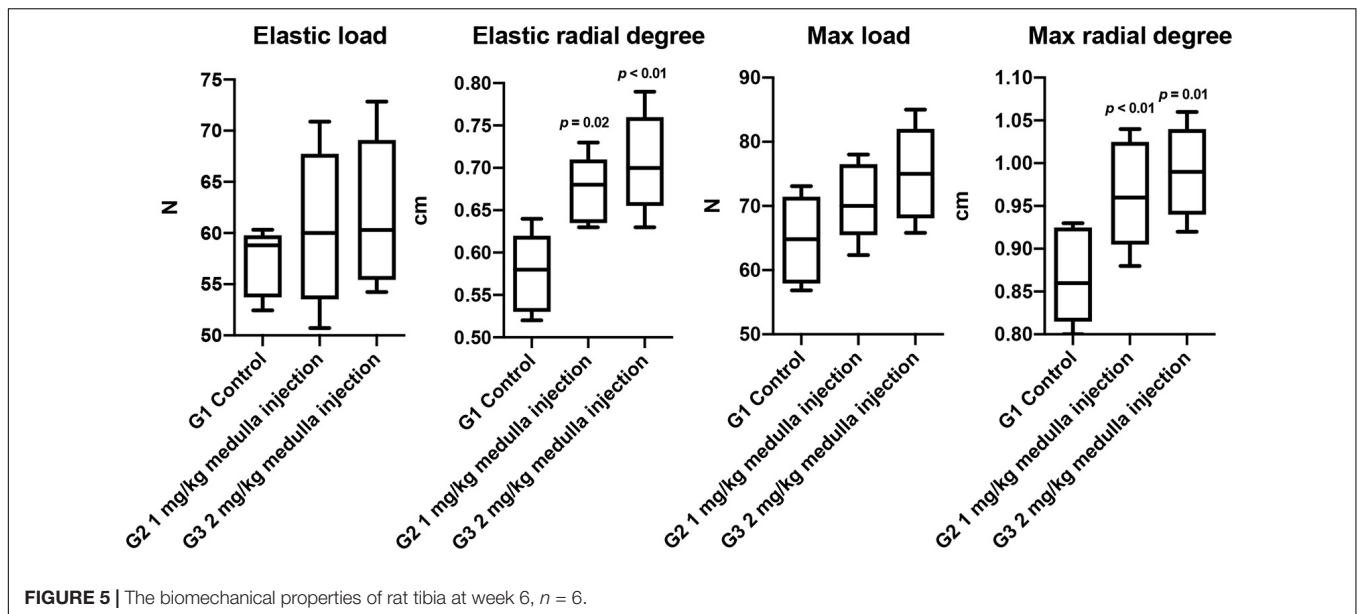 Elastic load
Elastic radial degree
Max load
Max radial degree
75
70
65
60
55
50
N
G1 Control
G2 1 mg/kg medulla injection
G3 2 mg/kg medulla injection
0.80
0.75
0.70
0.65
0.60
0.55
0.50
cm
p = 0.02
p < 0.01
G1 Control
G2 1 mg/kg medulla injection
G3 2 mg/kg medulla injection
90
80
70
60
50
N
G1 Control
G2 1 mg/kg medulla injection
G3 2 mg/kg medulla injection
1.10
1.05
1.00
0.95
0.90
0.85
0.80
cm
p < 0.01
p = 0.01
G1 Control
G2 1 mg/kg medulla injection
G3 2 mg/kg medulla injection
FIGURE 5 | The biomechanical properties of rat tibia at week 6, n = 6.